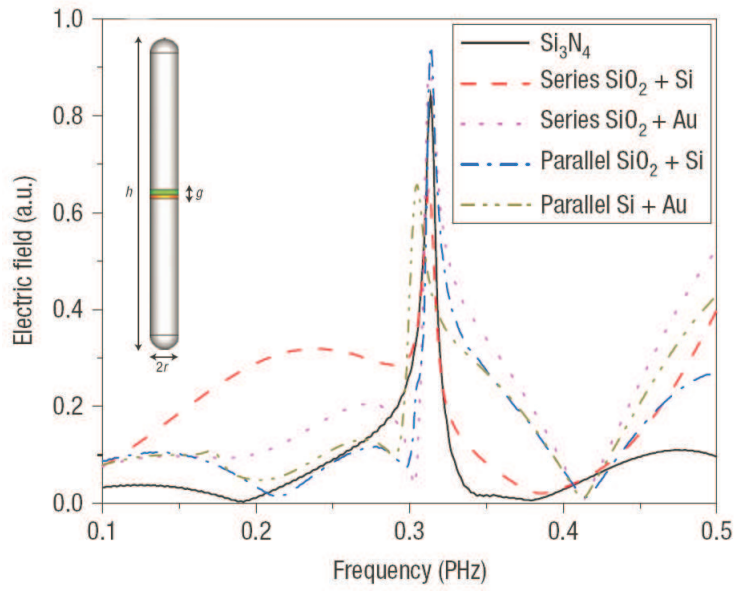 1.0
0.8
0.6
0.4
0.2
0.0
Electric field (a.u.)
h
g
2r
Si₃N₄
Series SiO₂ + Si
Series SiO₂ + Au
Parallel SiO₂ + Si
Parallel Si + Au
0.1 0.2 0.3 0.4 0.5
Frequency (PHz)